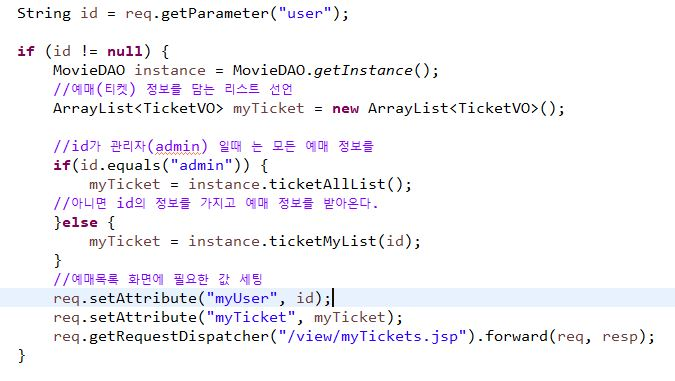 String id = req.getParameter("user");
if (id != null) {
MovieDAO instance = MovieDAO.getInstance();
//예매(티켓) 정보를 담는 리스트 선언
ArrayList<TicketVO> myTicket = new ArrayList<TicketVO>();
//id가 관리자(admin) 일때 는 모든 예매 정보를
if(id.equals("admin")) {
myTicket = instance.ticketAllList();
//아니면 id의 정보를 가지고 예매 정보를 받아온다.
}else {
myTicket = instance.ticketMyList(id);
}
//예매목록 화면에 필요한 값 세팅
req.setAttribute("myUser", id);
req.setAttribute("myTicket", myTicket);
req.getRequestDispatcher("/view/myTickets.jsp").forward(req, resp);
}